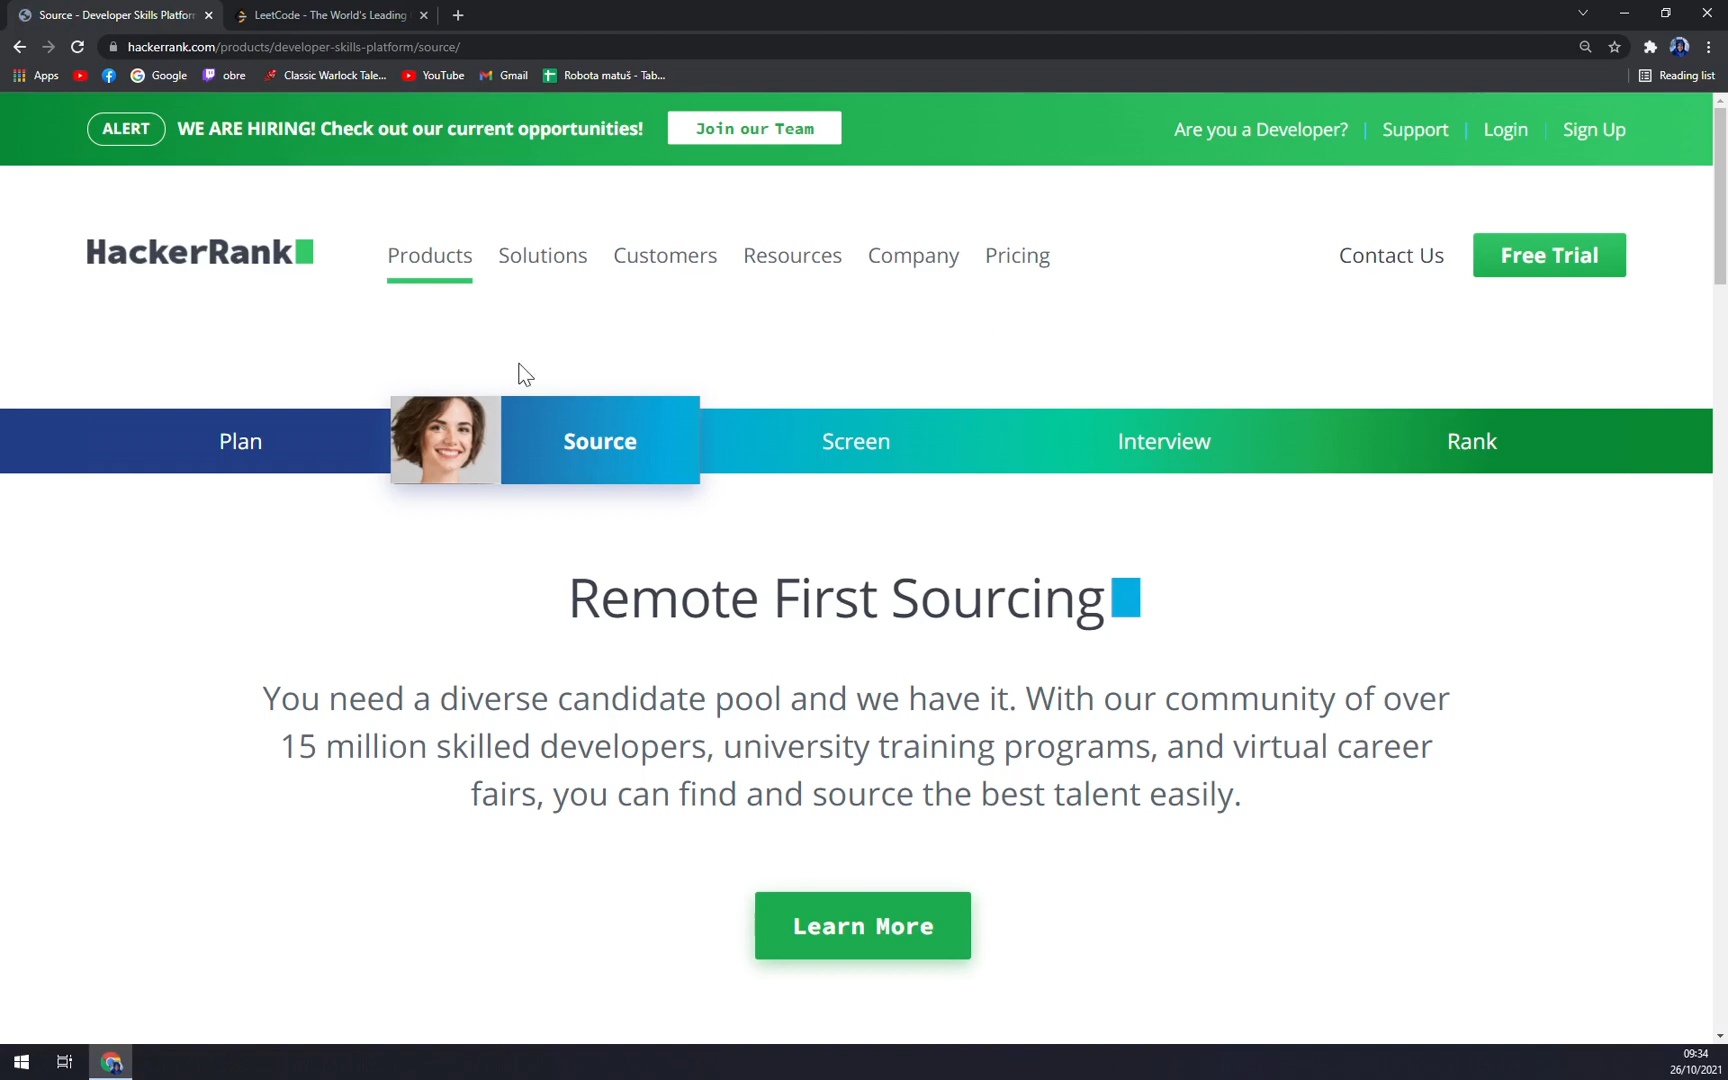 Source - Developer Skills Platform
LeetCode - The World's Leading
hackerrank.com/products/developer-skills-platform/source/
Apps
Google
obre
Classic Warlock Tale...
YouTube
Gmail
Robota matuš - Tab...
Reading list
ALERT
WE ARE HIRING! Check out our current opportunities!
Join our Team
Are you a Developer?
Support
Login
Sign Up
HackerRank
Products
Solutions
Customers
Resources
Company
Pricing
Contact Us
Free Trial
Plan
Source
Screen
Interview
Rank
Remote First Sourcing
You need a diverse candidate pool and we have it. With our community of over
15 million skilled developers, university training programs, and virtual career
fairs, you can find and source the best talent easily.
Learn More
09:34
26/10/2021